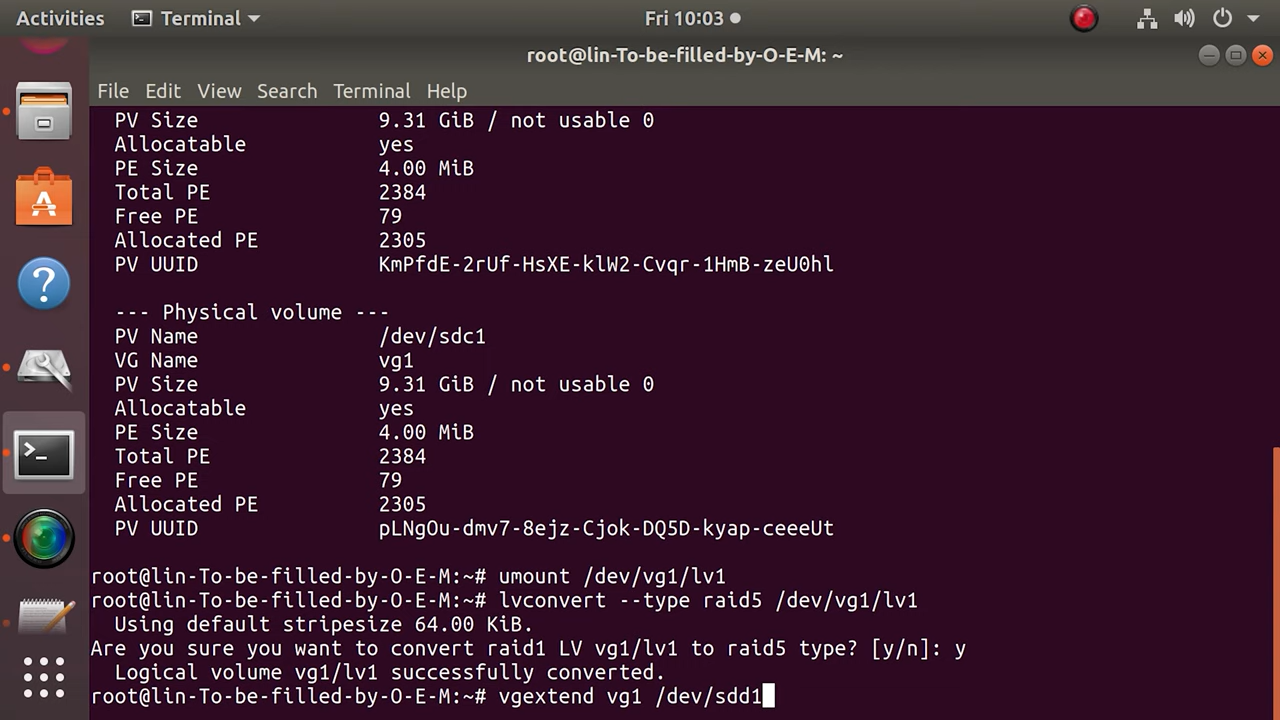 Activities Terminal Fri 10:03
root@lin-To-be-filled-by-O-E-M: ~
File Edit View Search Terminal Help
PV Size 9.31 GiB / not usable 0
Allocatable yes
PE Size 4.00 MiB
Total PE 2384
Free PE 79
Allocated PE 2305
PV UUID KmPfdE-2rUf-HsXE-klW2-Cvqr-1HmB-zeU0hl
--- Physical volume ---
PV Name /dev/sdc1
VG Name vg1
PV Size 9.31 GiB / not usable 0
Allocatable yes
PE Size 4.00 MiB
Total PE 2384
Free PE 79
Allocated PE 2305
PV UUID pLNgOu-dmv7-8ejz-Cjok-DQ5D-kyap-ceeeUt
root@lin-To-be-filled-by-O-E-M:~# umount /dev/vg1/lv1
root@lin-To-be-filled-by-O-E-M:~# lvconvert --type raid5 /dev/vg1/lv1
Using default stripesize 64.00 KiB.
Are you sure you want to convert raid1 LV vg1/lv1 to raid5 type? [y/n]: y
Logical volume vg1/lv1 successfully converted.
root@lin-To-be-filled-by-O-E-M:~# vgextend vg1 /dev/sdd1